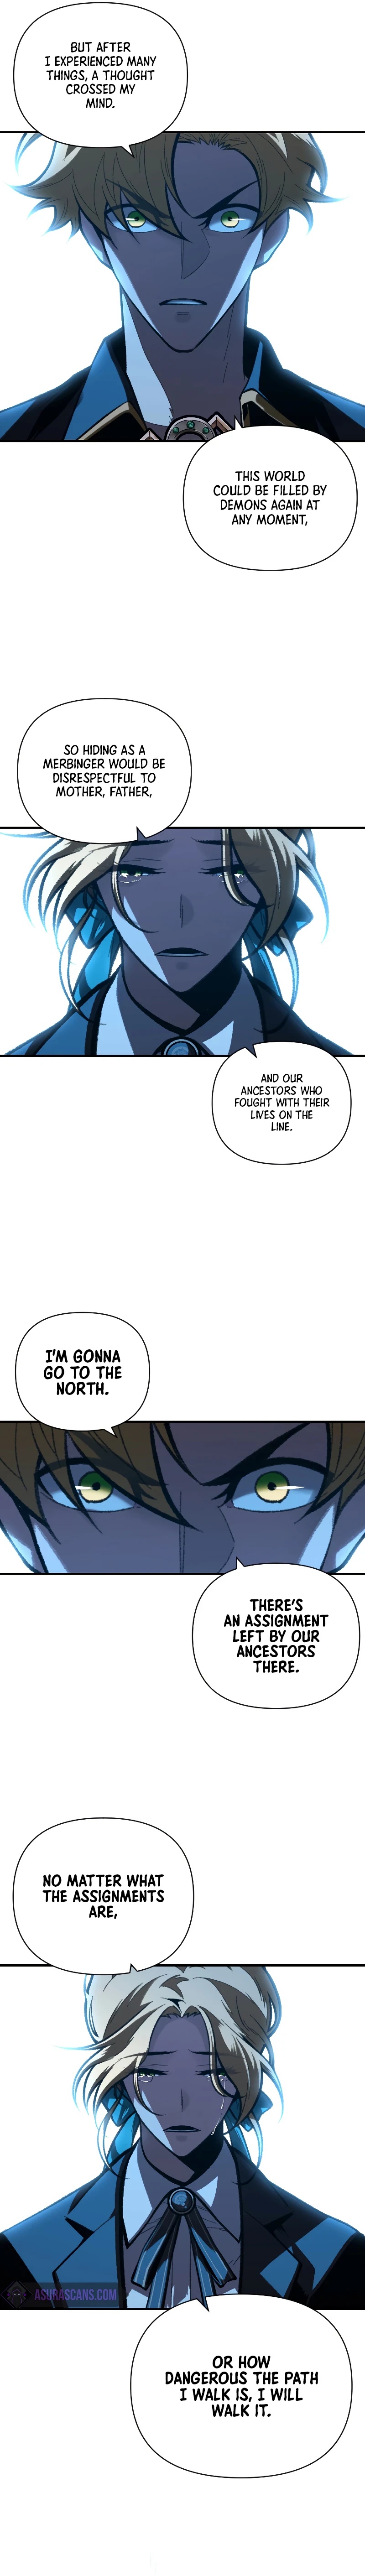 BUT AFTER
I EXPERIENCED MANY
THINGS, A THOUGHT
CROSSED MY
MIND.
THIS WORLD
COULD BE FILLED BY
DEMONS AGAIN AT
ANY MOMENT,
SO HIDING AS A
MERBINGER WOULD BE
DISRESPECTFUL TO
MOTHER, FATHER,
AND OUR
ANCESTORS WHO
FOUGHT WITH THEIR
LIVES ON THE
LINE.
I'M GONNA
GO TO THE
NORTH.
THERE'S
AN ASSIGNMENT
LEFT BY OUR
ANCESTORS
THERE.
NO MATTER WHAT
THE ASSIGNMENTS
ARE,
ASURASCANS.COM
OR HOW
DANGEROUS THE PATH
I WALK IS, I WILL
WALK IT.